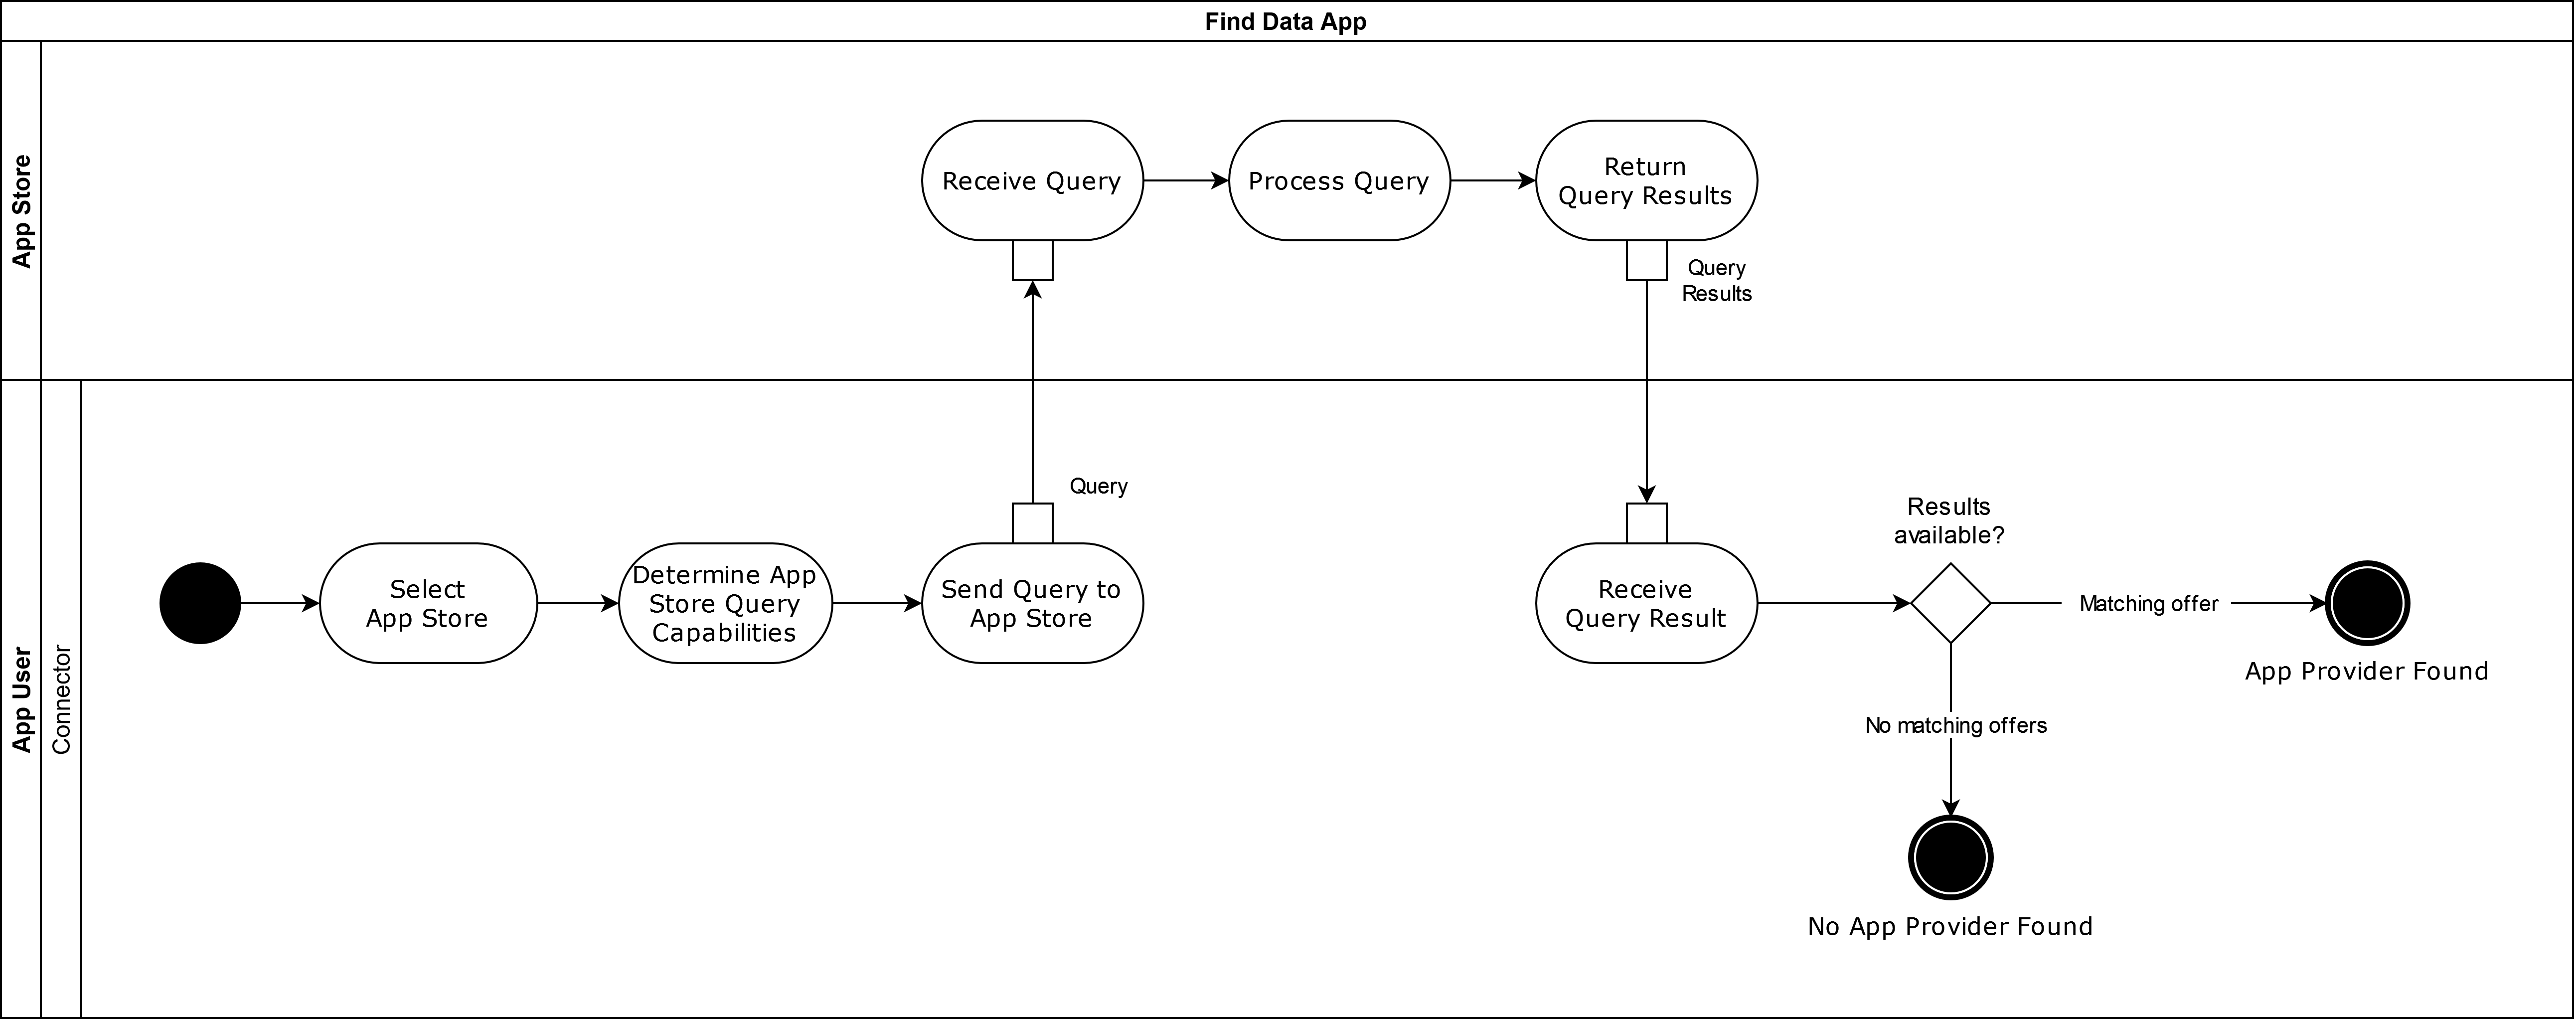 Find Data App
App Store
Receive Query
Process Query
Return
Query Results
Query
Results
App User
Connector
Select
App Store
Determine App
Store Query
Capabilities
Send Query to
App Store
Query
Receive
Query Result
Results
available?
Matching offer
App Provider Found
No matching offers
No App Provider Found